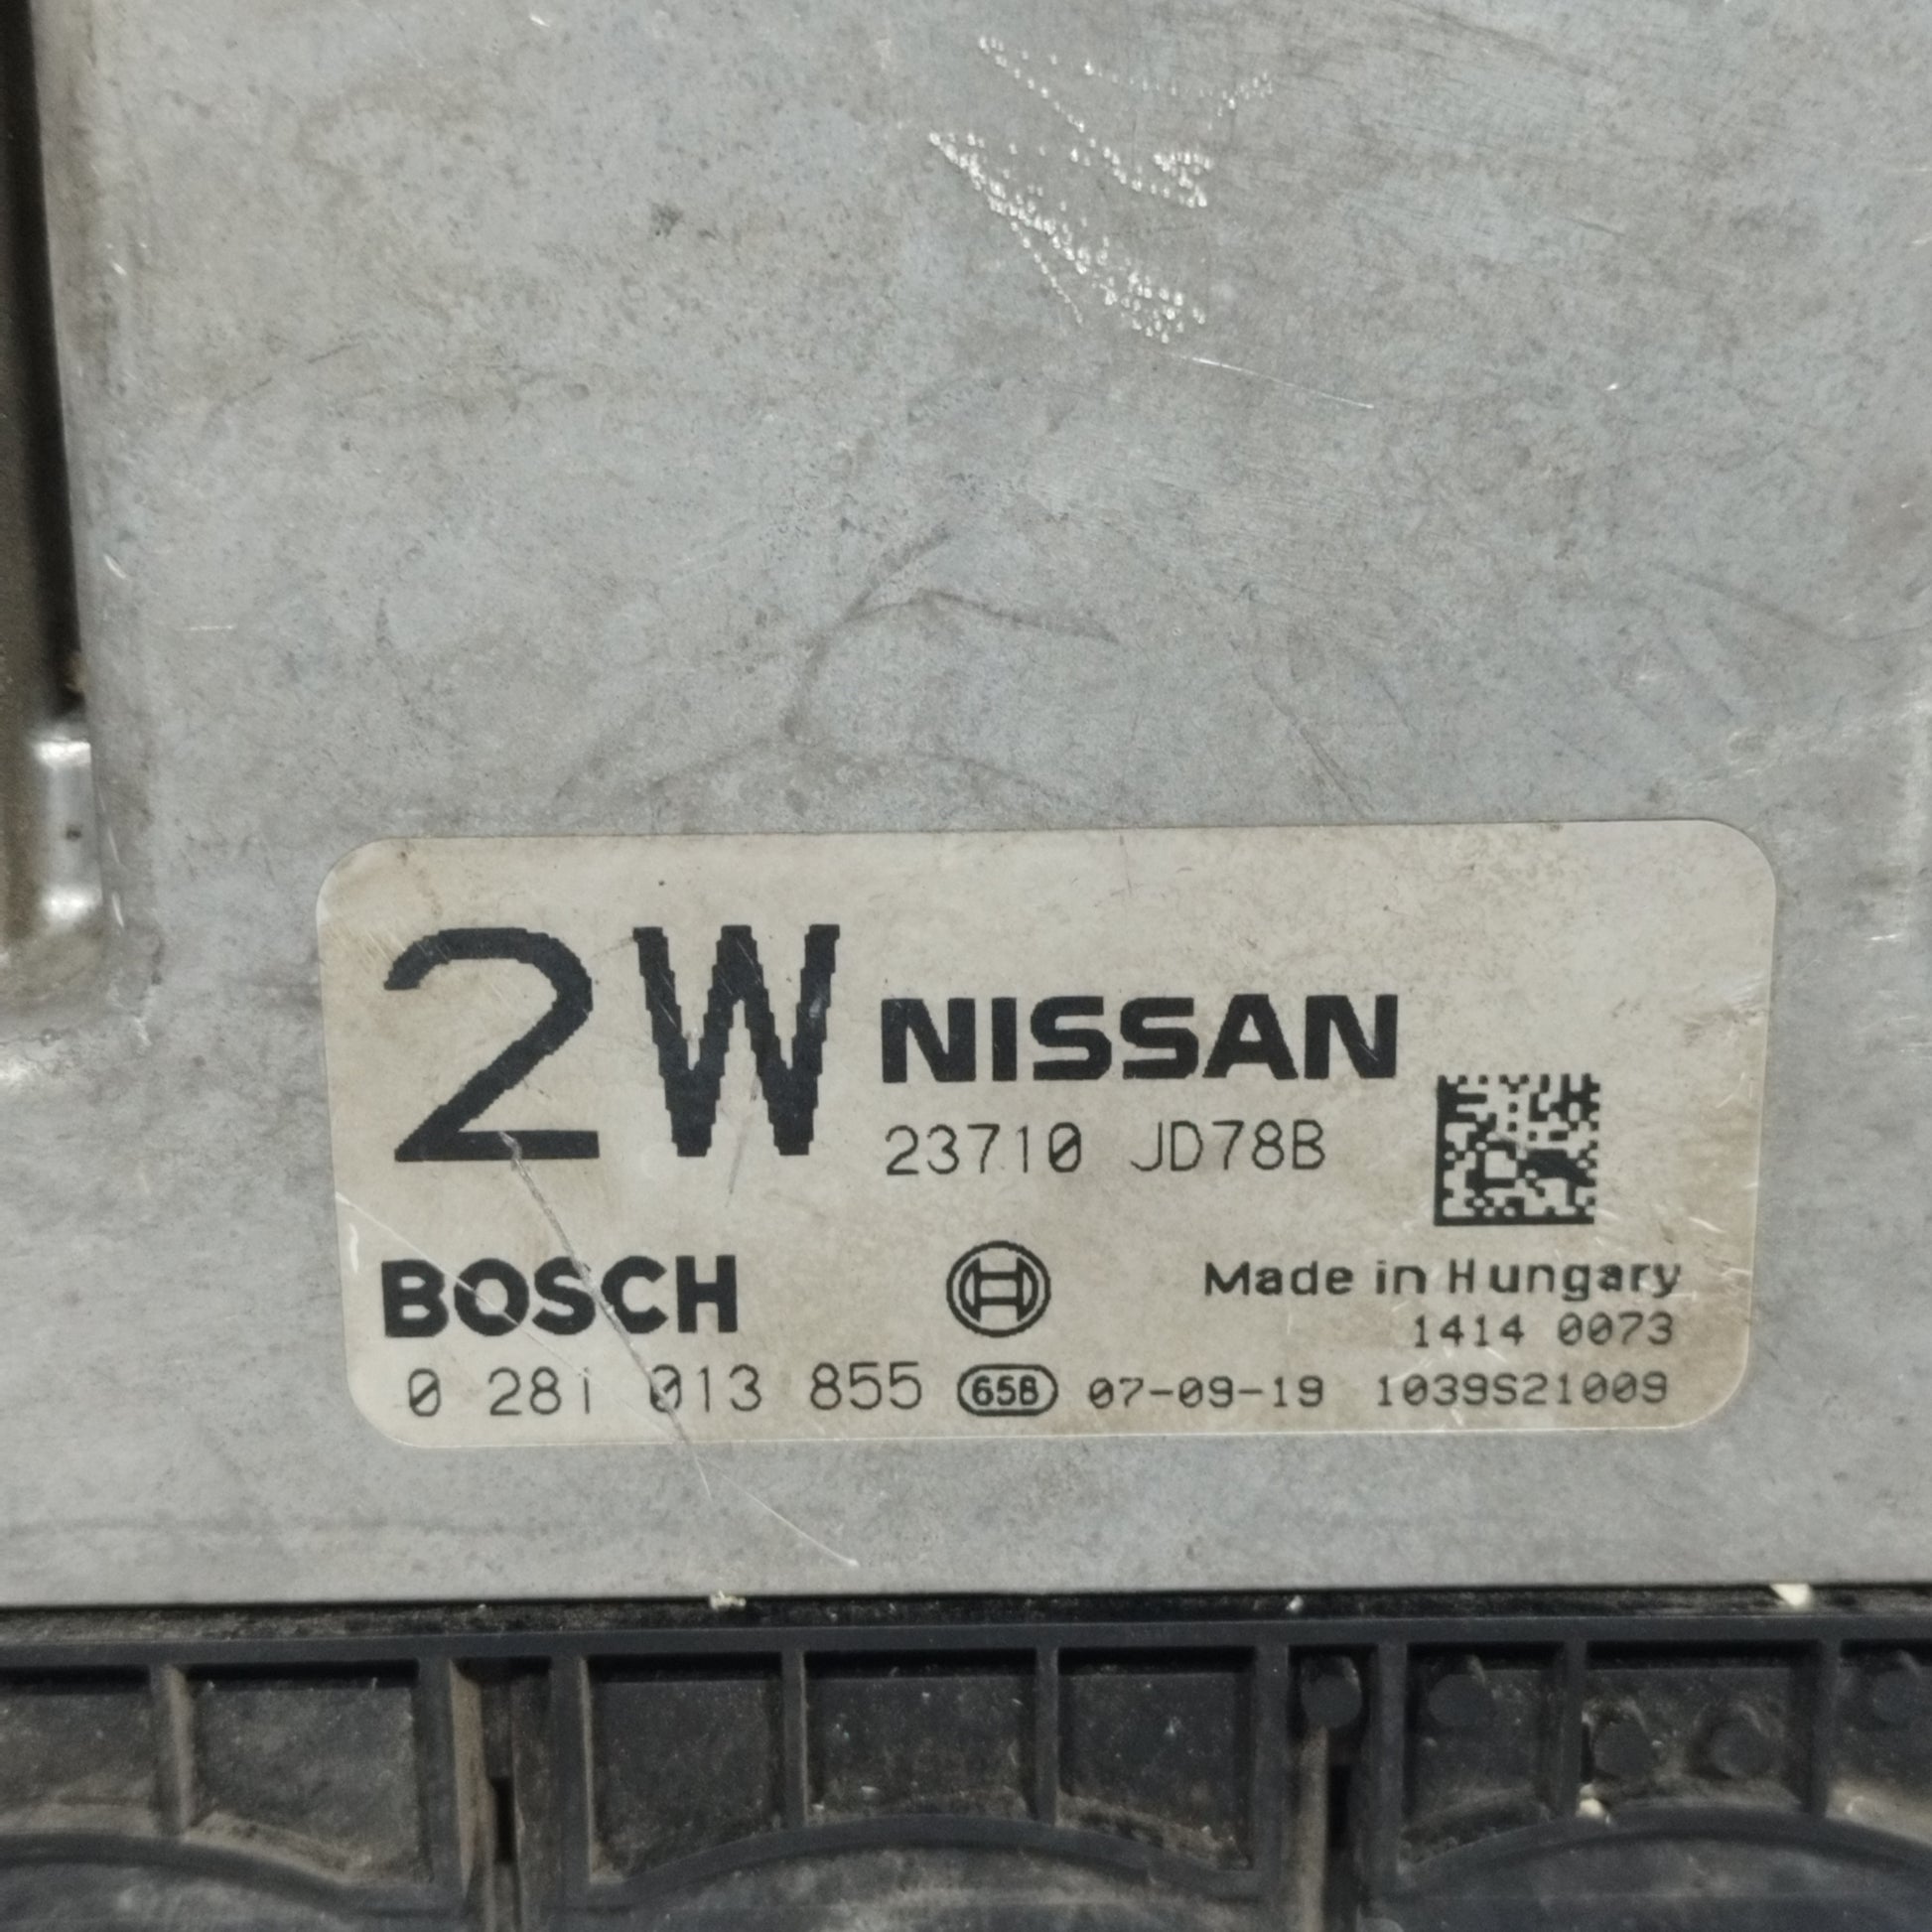 2W NISSAN
23710 JD78B
BOSCH Made in Hungary
1414 0073
0 281 013 855 65B 07-09-19 1039S21009